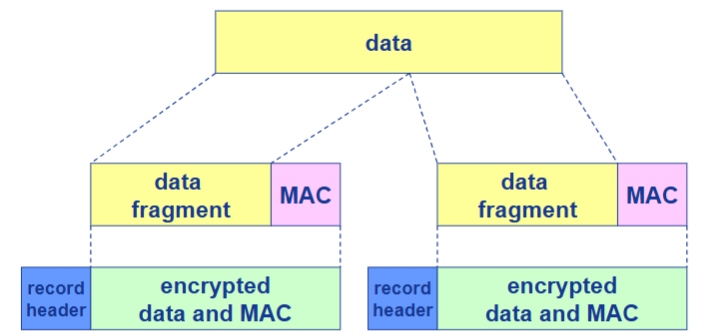 data
data
fragment
MAC
data
fragment
MAC
record
header
encrypted
data and MAC
record
header
encrypted
data and MAC